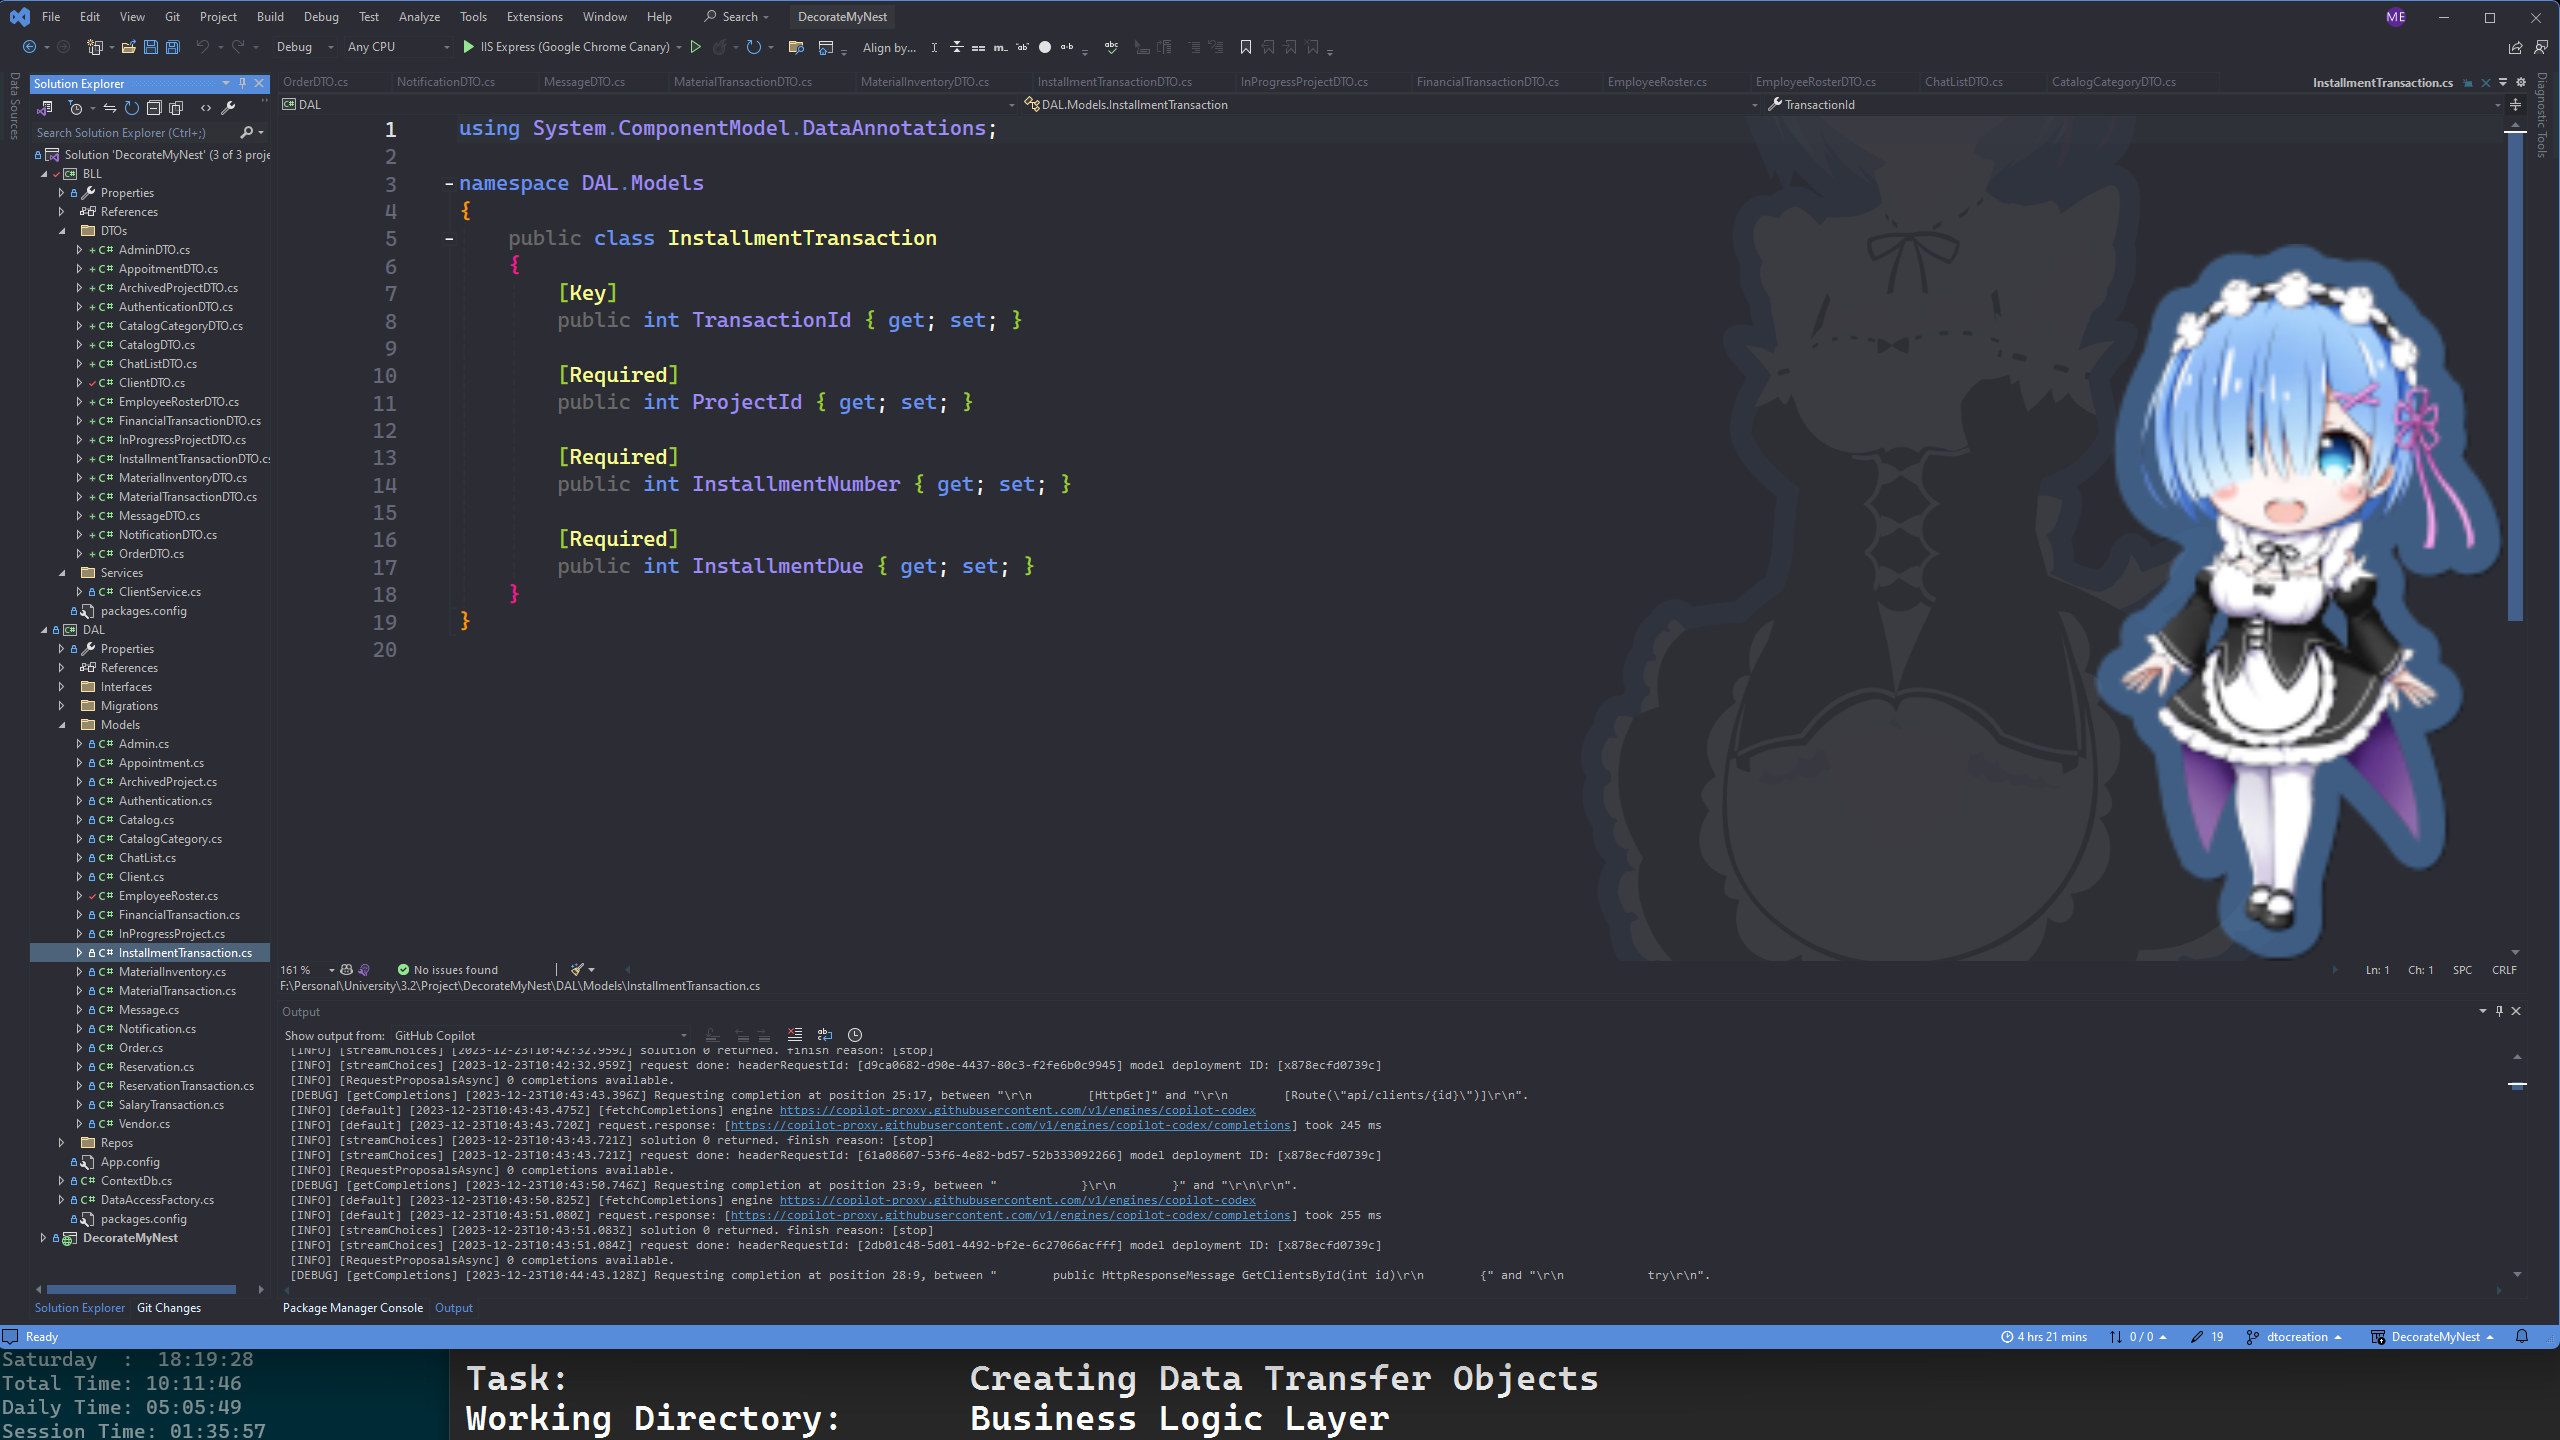 File Edit View Git Project Build Debug Test Analyze Tools Extensions Window Help Search DecorateMyNest ME
Debug Any CPU IIS Express (Google Chrome Canary) Align by...
Data Sources
Solution Explorer
Search Solution Explorer (Ctrl+;)
Solution 'DecorateMyNest' (3 of 3 proje
BLL
Properties
References
DTOs
C# AdminDTO.cs
C# AppoitmentDTO.cs
C# ArchivedProjectDTO.cs
C# AuthenticationDTO.cs
C# CatalogCategoryDTO.cs
C# CatalogDTO.cs
C# ChatListDTO.cs
C# ClientDTO.cs
C# EmployeeRosterDTO.cs
C# FinancialTransactionDTO.cs
C# InProgressProjectDTO.cs
C# InstallmentTransactionDTO.cs
C# MaterialInventoryDTO.cs
C# MaterialTransactionDTO.cs
C# MessageDTO.cs
C# NotificationDTO.cs
C# OrderDTO.cs
Services
C# ClientService.cs
packages.config
DAL
Properties
References
Interfaces
Migrations
Models
C# Admin.cs
C# Appointment.cs
C# ArchivedProject.cs
C# Authentication.cs
C# Catalog.cs
C# CatalogCategory.cs
C# ChatList.cs
C# Client.cs
C# EmployeeRoster.cs
C# FinancialTransaction.cs
C# InProgressProject.cs
C# InstallmentTransaction.cs
C# MaterialInventory.cs
C# MaterialTransaction.cs
C# Message.cs
C# Notification.cs
C# Order.cs
C# Reservation.cs
C# ReservationTransaction.cs
C# SalaryTransaction.cs
C# Vendor.cs
Repos
App.config
C# ContextDb.cs
C# DataAccessFactory.cs
packages.config
DecorateMyNest
Solution Explorer Git Changes
OrderDTO.cs NotificationDTO.cs MessageDTO.cs MaterialTransactionDTO.cs MaterialInventoryDTO.cs InstallmentTransactionDTO.cs InProgressProjectDTO.cs FinancialTransactionDTO.cs EmployeeRoster.cs EmployeeRosterDTO.cs ChatListDTO.cs CatalogCategoryDTO.cs InstallmentTransaction.cs
DAL DAL.Models.InstallmentTransaction TransactionId
Diagnostic Tools
1 using System.ComponentModel.DataAnnotations;
2
3 namespace DAL.Models
4 {
5 public class InstallmentTransaction
6 {
7 [Key]
8 public int TransactionId { get; set; }
9
10 [Required]
11 public int ProjectId { get; set; }
12
13 [Required]
14 public int InstallmentNumber { get; set; }
15
16 [Required]
17 public int InstallmentDue { get; set; }
18 }
19 }
20
161 % No issues found Ln: 1 Ch: 1 SPC CRLF
F:\Personal\University\3.2\Project\DecorateMyNest\DAL\Models\InstallmentTransaction.cs
Output
Show output from: GitHub Copilot
[INFO] [streamChoices] [2023-12-23T10:42:32.959Z] solution 0 returned. finish reason: [stop]
[INFO] [streamChoices] [2023-12-23T10:42:32.959Z] request done: headerRequestId: [d9ca0682-d90e-4437-80c3-f2fe6b0c9945] model deployment ID: [x878ecfd0739c]
[INFO] [RequestProposalsAsync] 0 completions available.
[DEBUG] [getCompletions] [2023-12-23T10:43:43.396Z] Requesting completion at position 25:17, between "\r\n [HttpGet]" and "\r\n [Route(\"api/clients/{id}\")]\r\n".
[INFO] [default] [2023-12-23T10:43:43.475Z] [fetchCompletions] engine https://copilot-proxy.githubusercontent.com/v1/engines/copilot-codex
[INFO] [default] [2023-12-23T10:43:43.720Z] request.response: [https://copilot-proxy.githubusercontent.com/v1/engines/copilot-codex/completions] took 245 ms
[INFO] [streamChoices] [2023-12-23T10:43:43.721Z] solution 0 returned. finish reason: [stop]
[INFO] [streamChoices] [2023-12-23T10:43:43.721Z] request done: headerRequestId: [61a08607-53f6-4e82-bd57-52b333092266] model deployment ID: [x878ecfd0739c]
[INFO] [RequestProposalsAsync] 0 completions available.
[DEBUG] [getCompletions] [2023-12-23T10:43:50.746Z] Requesting completion at position 23:9, between " }\r\n }" and "\r\n\r\n".
[INFO] [default] [2023-12-23T10:43:50.825Z] [fetchCompletions] engine https://copilot-proxy.githubusercontent.com/v1/engines/copilot-codex
[INFO] [default] [2023-12-23T10:43:51.080Z] request.response: [https://copilot-proxy.githubusercontent.com/v1/engines/copilot-codex/completions] took 255 ms
[INFO] [streamChoices] [2023-12-23T10:43:51.083Z] solution 0 returned. finish reason: [stop]
[INFO] [streamChoices] [2023-12-23T10:43:51.084Z] request done: headerRequestId: [2db01c48-5d01-4492-bf2e-6c27066acfff] model deployment ID: [x878ecfd0739c]
[INFO] [RequestProposalsAsync] 0 completions available.
[DEBUG] [getCompletions] [2023-12-23T10:44:43.128Z] Requesting completion at position 28:9, between " public HttpResponseMessage GetClientsById(int id)\r\n {" and "\r\n try\r\n".
Package Manager Console Output
Ready 4 hrs 21 mins 0 / 0 19 dtocreation DecorateMyNest
Saturday : 18:19:28
Total Time: 10:11:46
Daily Time: 05:05:49
Session Time: 01:35:57
Task: Creating Data Transfer Objects
Working Directory: Business Logic Layer